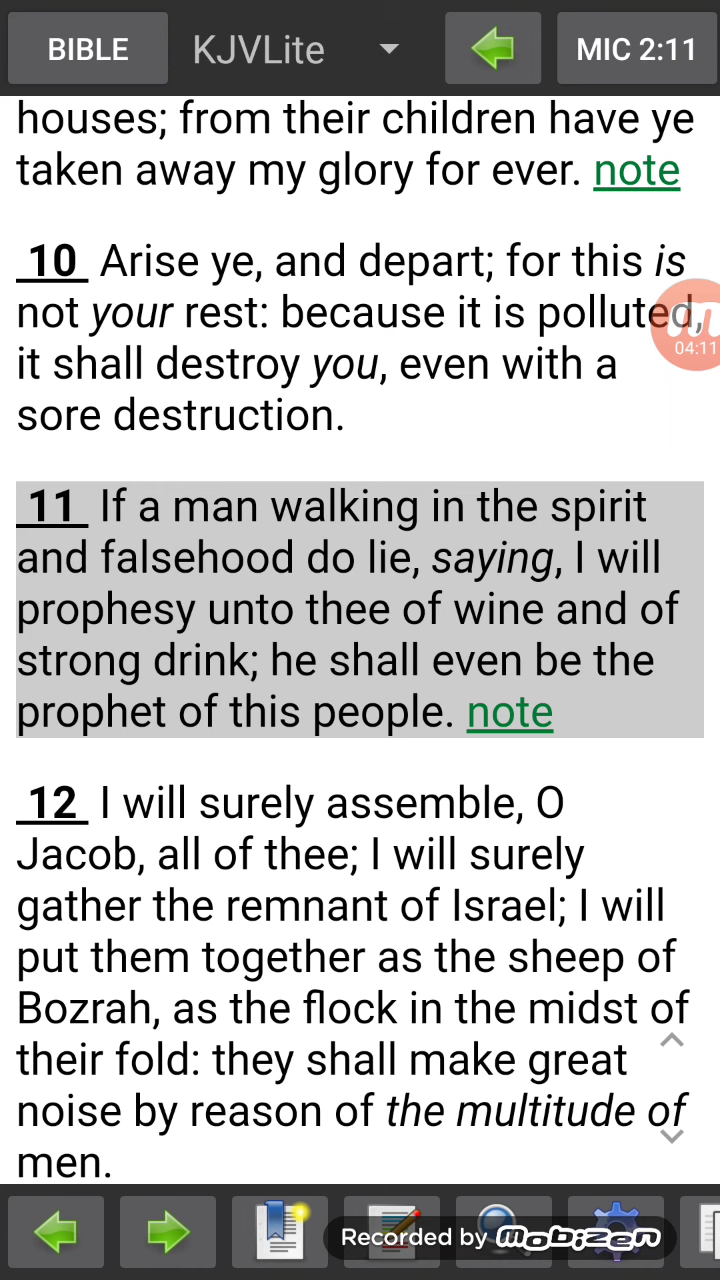 BIBLE KJVLite MIC 2:11
houses; from their children have ye
taken away my glory for ever. note
10 Arise ye, and depart; for this is
not your rest: because it is polluted,
04:11
it shall destroy you, even with a
sore destruction.
11 If a man walking in the spirit
and falsehood do lie, saying, I will
prophesy unto thee of wine and of
strong drink; he shall even be the
prophet of this people. note
12 I will surely assemble, O
Jacob, all of thee; I will surely
gather the remnant of Israel; I will
put them together as the sheep of
Bozrah, as the flock in the midst of
their fold: they shall make great
noise by reason of the multitude of
men.
Recorded by mobizen